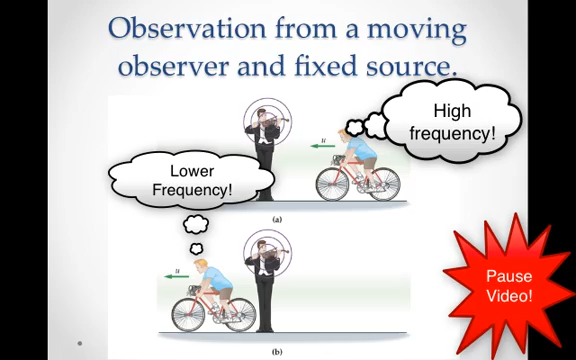 Observation from a moving
observer and fixed source.
High
frequency!
u
Lower
Frequency!
(a)
u
Pause
Video!
(b)